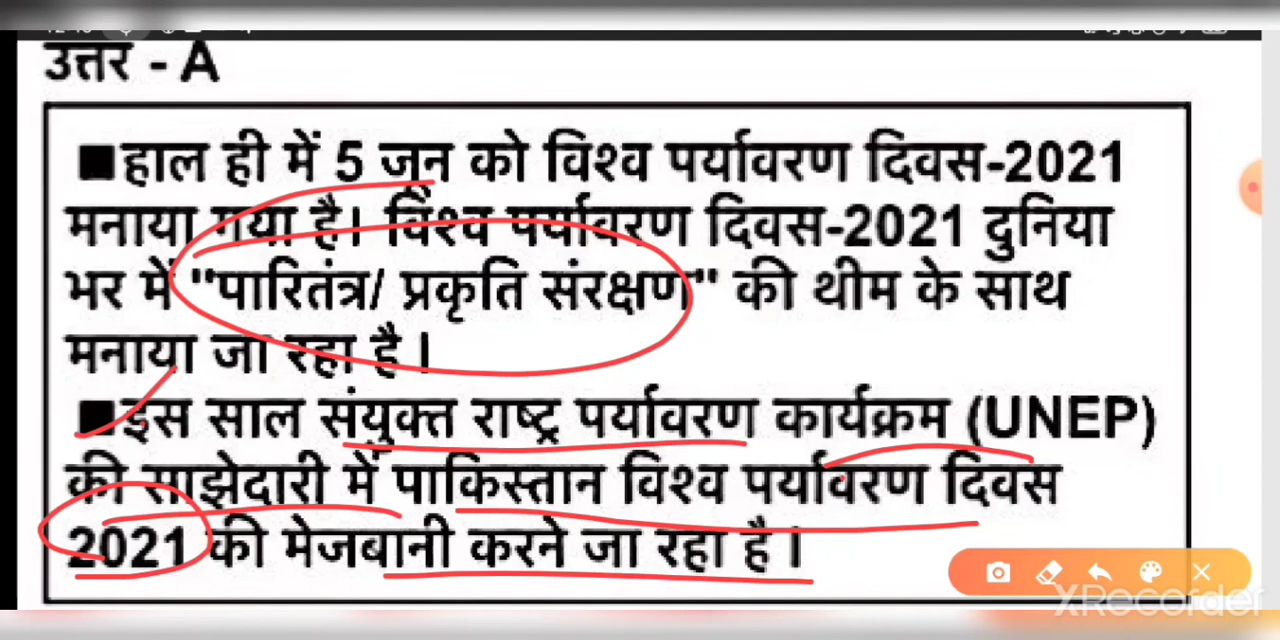 उत्तर - A
■हाल ही में 5 जून को विश्व पर्यावरण दिवस-2021
मनाया गया है। विश्व पर्यावरण दिवस-2021 दुनिया
भर में "पारितंत्र/ प्रकृति संरक्षण" की थीम के साथ
मनाया जा रहा है ।
■इस साल संयुक्त राष्ट्र पर्यावरण कार्यक्रम (UNEP)
की साझेदारी में पाकिस्तान विश्व पर्यावरण दिवस
2021 की मेजबानी करने जा रहा है ।
XRecorder